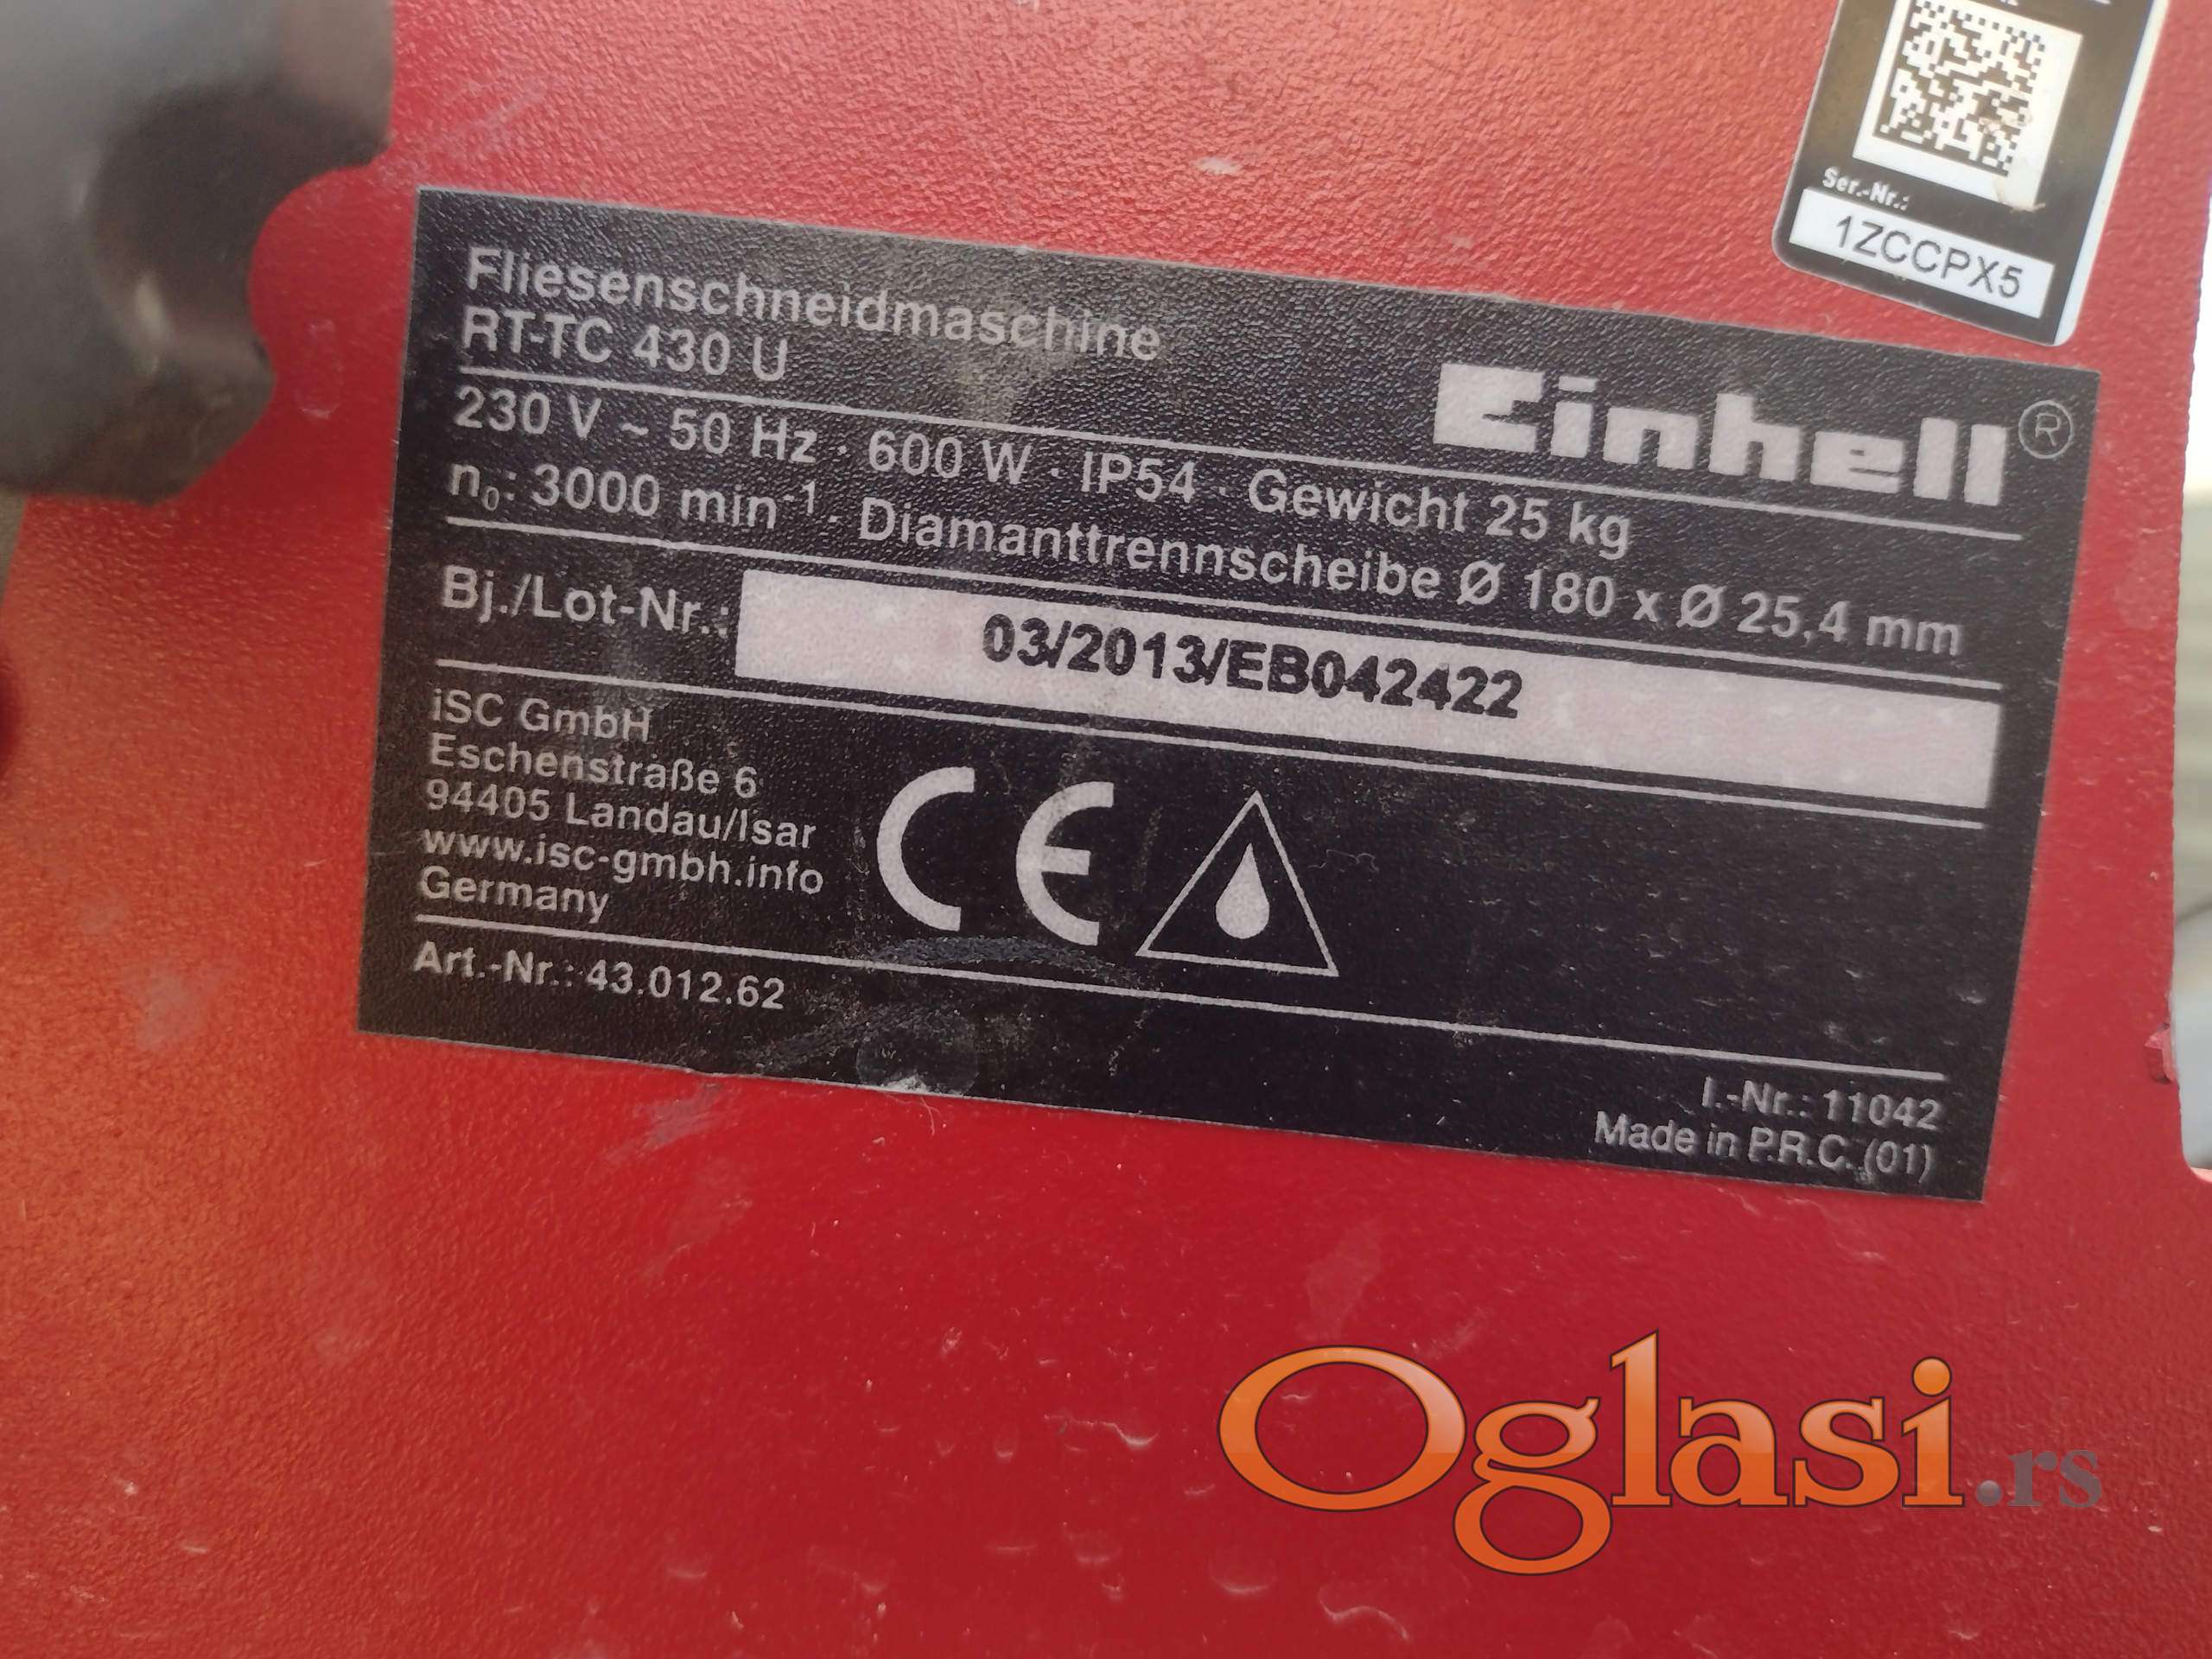 Ser.-Nr.:
1ZCCPX5
Fliesenschneidmaschine
RT-TC 430 U
Einhell®
230 V ~ 50 Hz · 600 W · IP54 · Gewicht 25 kg
n₀: 3000 min⁻¹ · Diamanttrennscheibe Ø 180 x Ø 25,4 mm
Bj./Lot-Nr.: 03/2013/EB042422
iSC GmbH
Eschenstraße 6
94405 Landau/Isar
www.isc-gmbh.info
Germany
CE
Art.-Nr.: 43.012.62
I.-Nr.: 11042
Made in P.R.C. (01)
Oglasi.rs